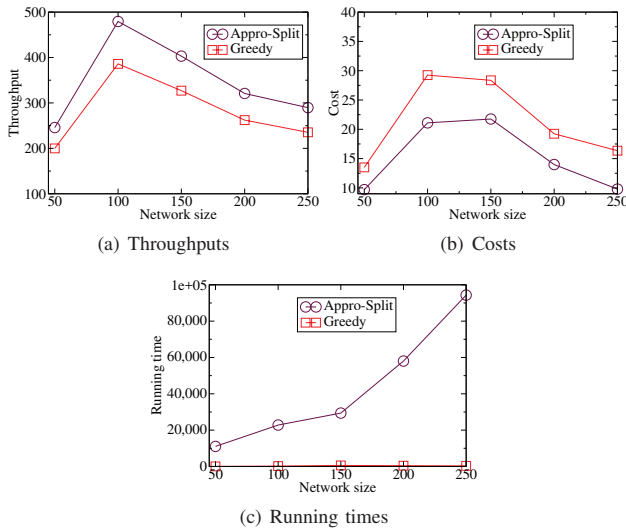 500
400
300
200
100
Throughput
Appro-Split
Greedy
50 100 150 200 250
Network size
(a) Throughputs
40
35
30
25
20
15
10
Cost
Appro-Split
Greedy
50 100 150 200 250
Network size
(b) Costs
1e+05
80,000
60,000
40,000
20,000
0
Running time
Appro-Split
Greedy
50 100 150 200 250
Network size
(c) Running times